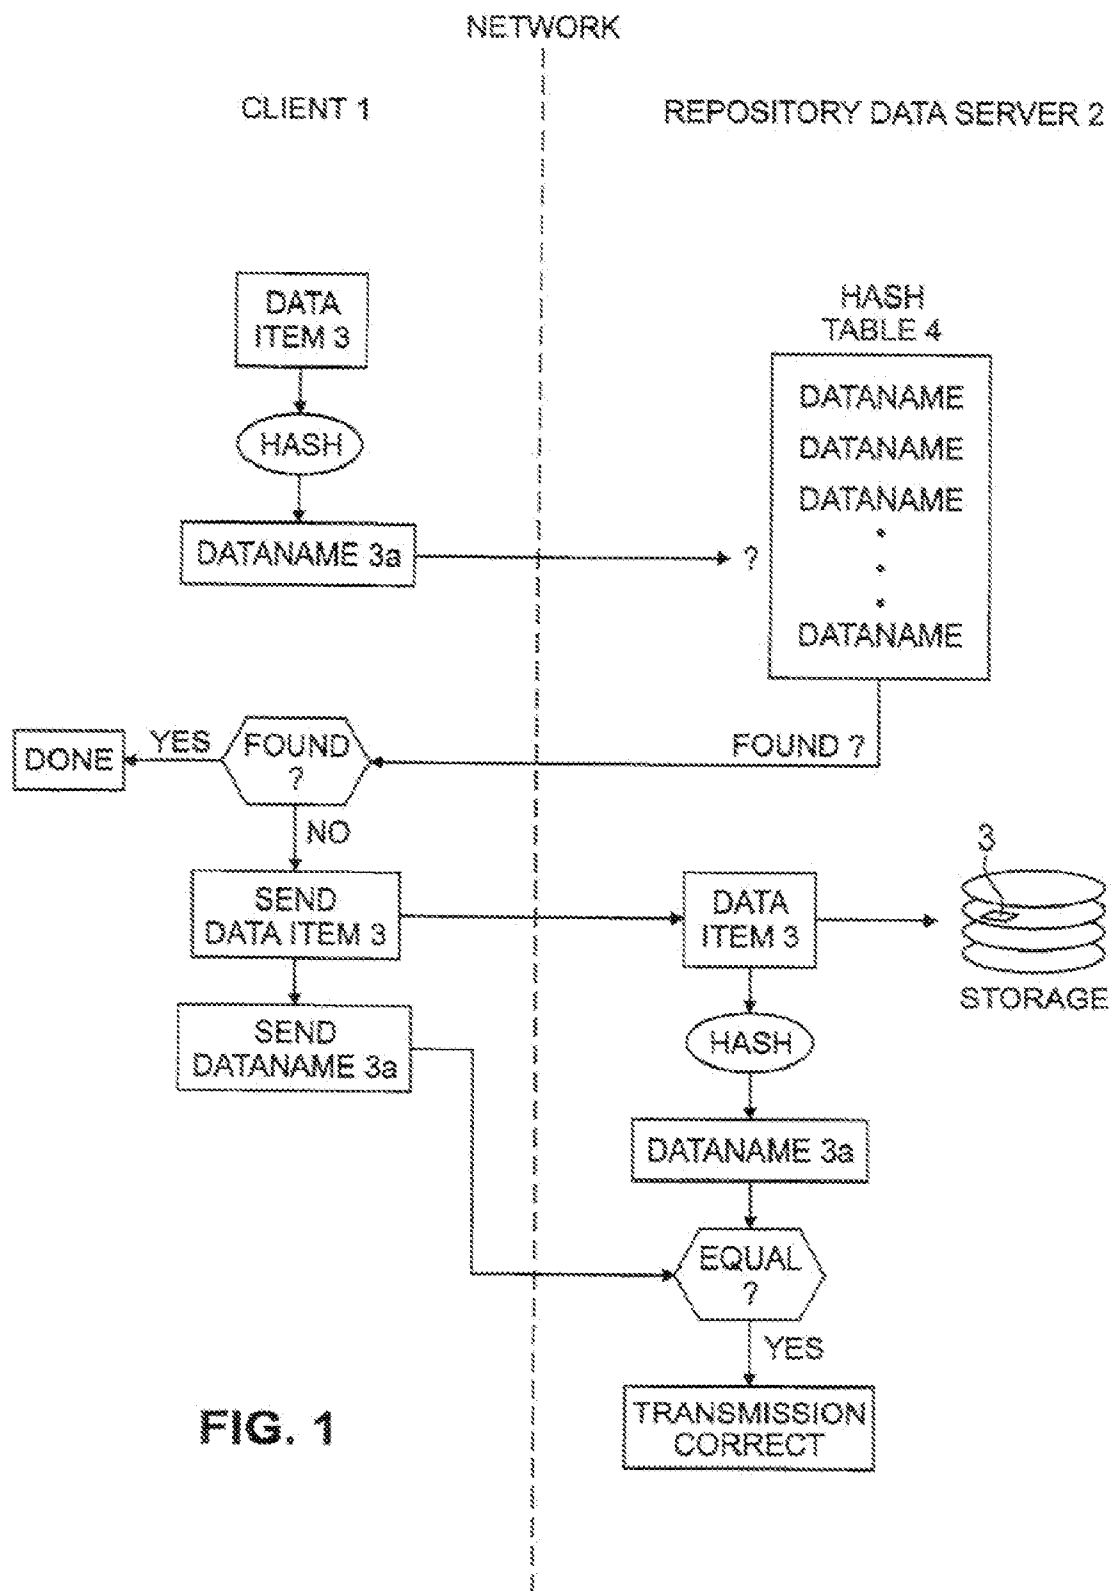 NETWORK
CLIENT 1
REPOSITORY DATA SERVER 2
DATA
ITEM 3
HASH
TABLE 4
HASH
DATANAME
DATANAME
DATANAME
DATANAME 3a
?
DATANAME
DONE
YES
FOUND
?
FOUND ?
NO
3
SEND
DATA ITEM 3
DATA
ITEM 3
STORAGE
SEND
DATANAME 3a
HASH
DATANAME 3a
EQUAL
?
YES
TRANSMISSION
CORRECT
FIG. 1